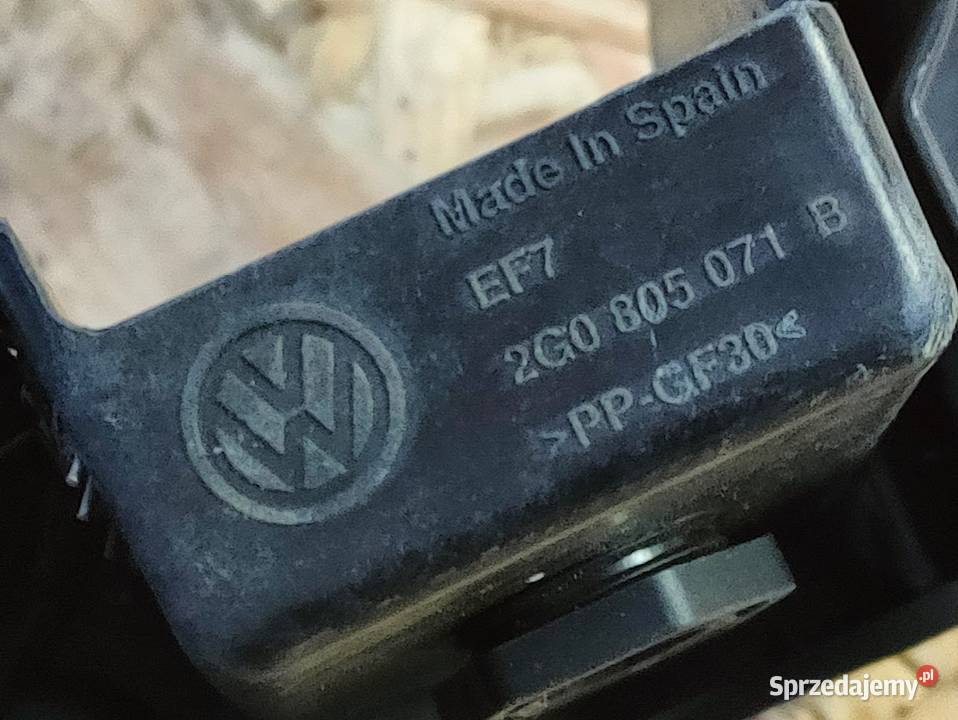 Made In Spain
EF7
2G0 805 071 B
>PP-GF30<
Sprzedajemy.pl